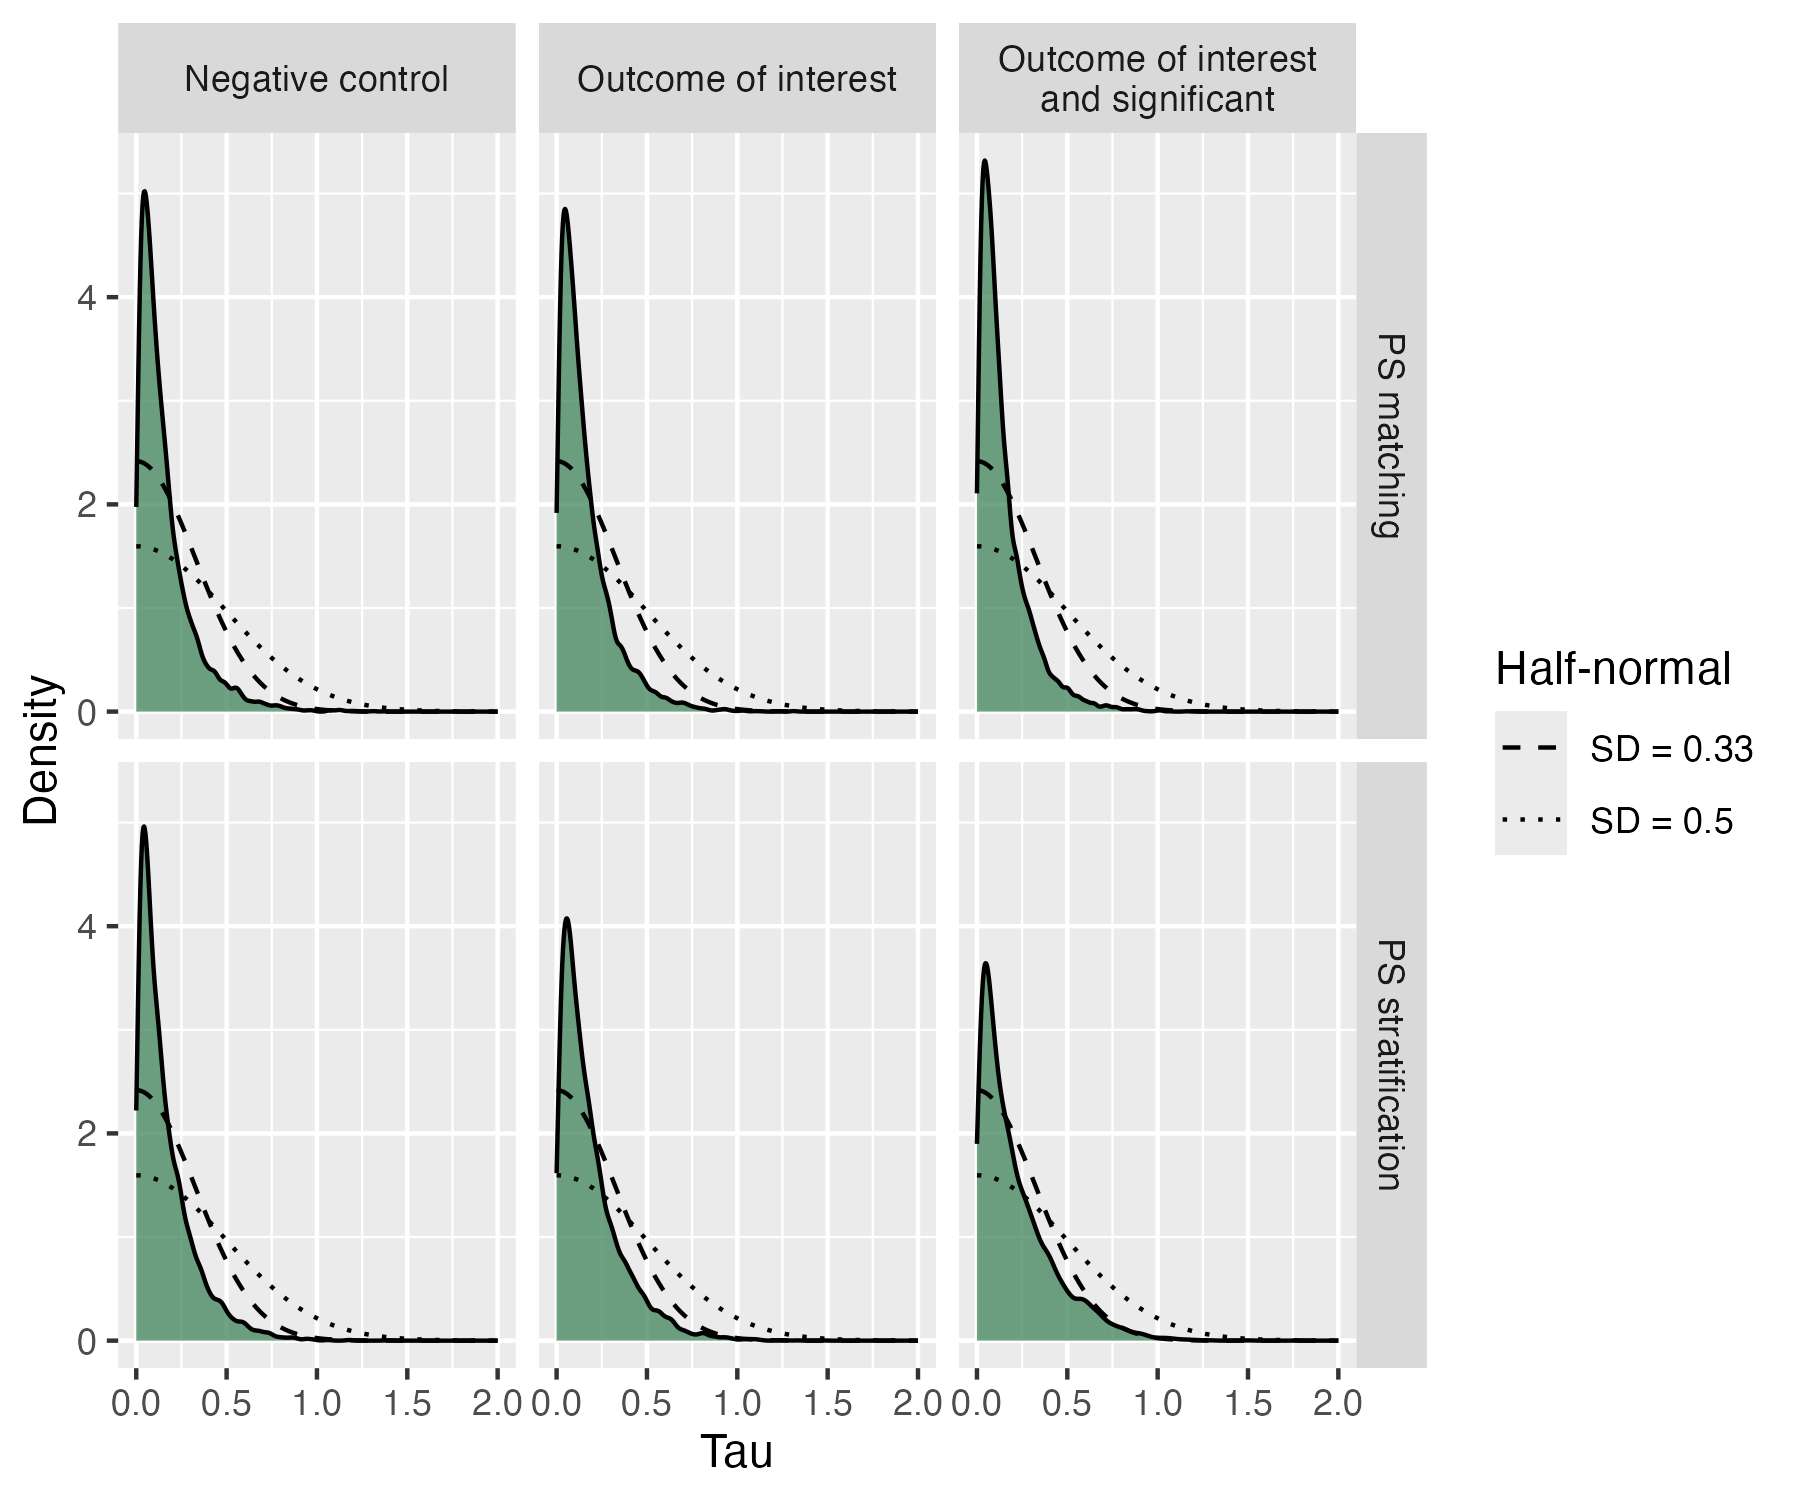 Negative control
Outcome of interest
Outcome of interest
and significant
PS matching
PS stratification
Density
4
2
0
4
2
0
0.0 0.5 1.0 1.5 2.0
0.0 0.5 1.0 1.5 2.0
0.0 0.5 1.0 1.5 2.0
Tau
Half-normal
SD = 0.33
SD = 0.5